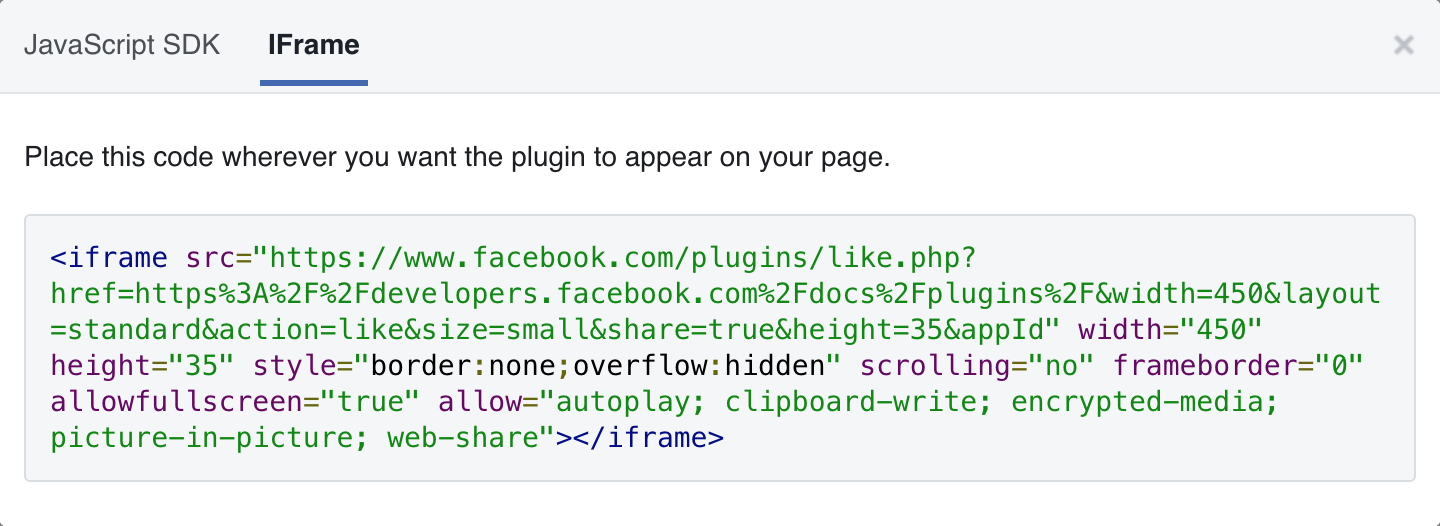 JavaScript SDK IFrame ×
Place this code wherever you want the plugin to appear on your page.
<iframe src="https://www.facebook.com/plugins/like.php?
href=https%3A%2F%2Fdevelopers.facebook.com%2Fdocs%2Fplugins%2F&width=450&layout
=standard&action=like&size=small&share=true&height=35&appId" width="450"
height="35" style="border:none;overflow:hidden" scrolling="no" frameborder="0"
allowfullscreen="true" allow="autoplay; clipboard-write; encrypted-media;
picture-in-picture; web-share"></iframe>